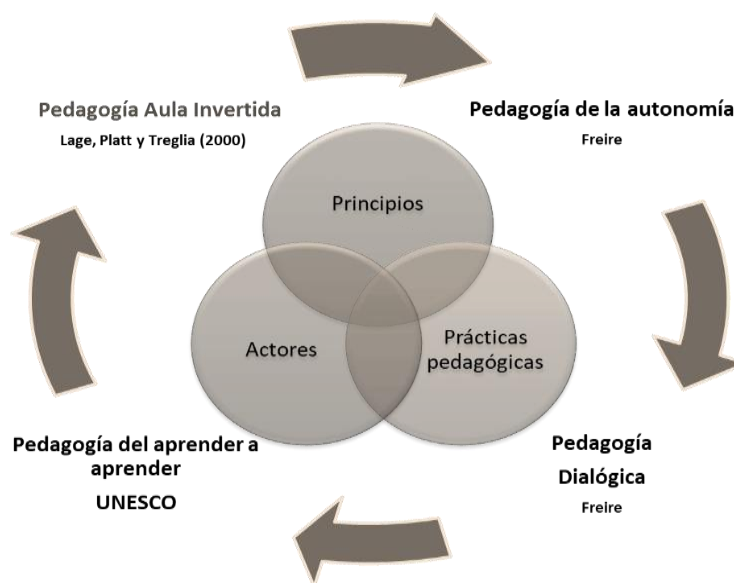 Pedagogía Aula Invertida
Lage, Platt y Treglia (2000)
Pedagogía de la autonomía
Freire
Principios
Actores
Prácticas
pedagógicas
Pedagogía del aprender a
aprender
UNESCO
Pedagogía
Dialógica
Freire